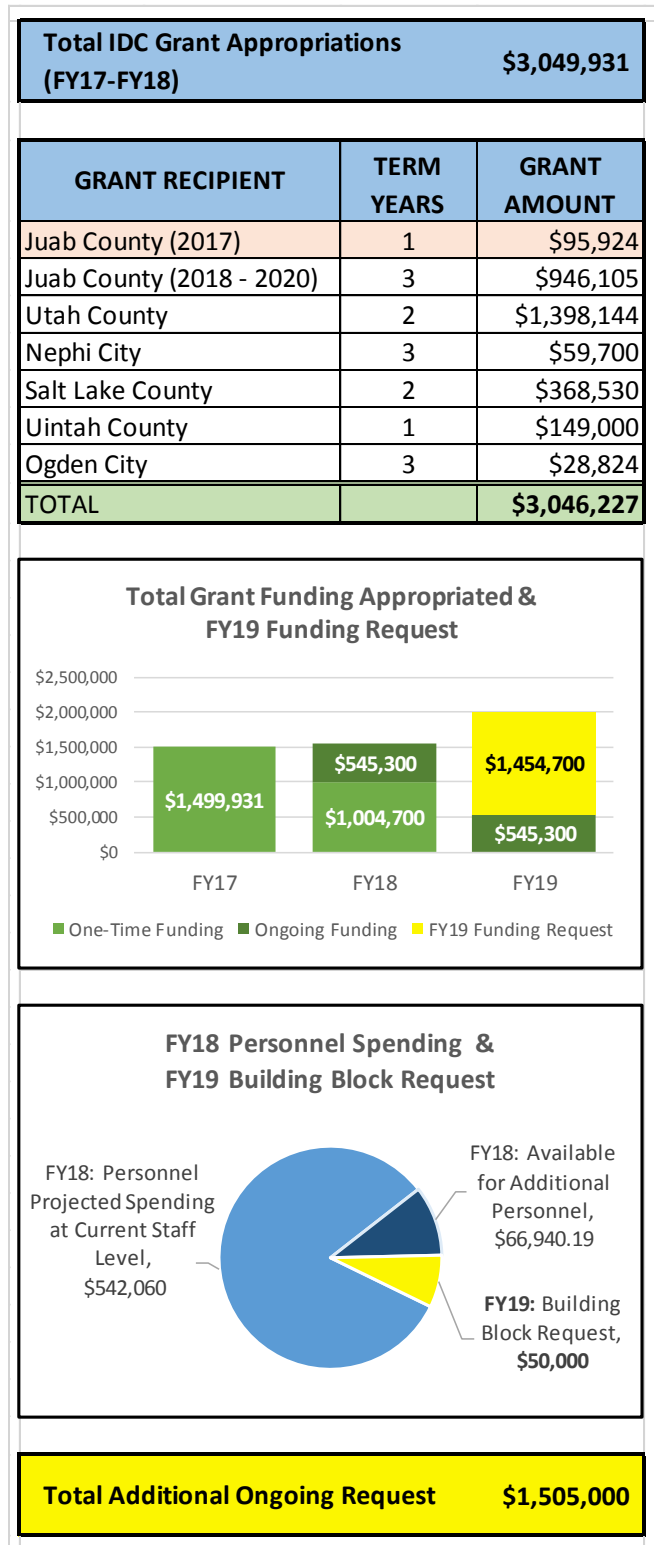 Total IDC Grant Appropriations
(FY17-FY18)
$3,049,931
GRANT RECIPIENT
TERM
YEARS
GRANT
AMOUNT
Juab County (2017) 1 $95,924
Juab County (2018 - 2020) 3 $946,105
Utah County 2 $1,398,144
Nephi City 3 $59,700
Salt Lake County 2 $368,530
Uintah County 1 $149,000
Ogden City 3 $28,824
TOTAL $3,046,227
Total Grant Funding Appropriated &
FY19 Funding Request
$2,500,000
$2,000,000
$1,500,000
$1,000,000
$500,000
$0
$1,499,931
$545,300
$1,004,700
$1,454,700
$545,300
FY17 FY18 FY19
One-Time Funding Ongoing Funding FY19 Funding Request
FY18 Personnel Spending &
FY19 Building Block Request
FY18: Personnel
Projected Spending
at Current Staff
Level,
$542,060
FY18: Available
for Additional
Personnel,
$66,940.19
FY19: Building
Block Request,
$50,000
Total Additional Ongoing Request $1,505,000